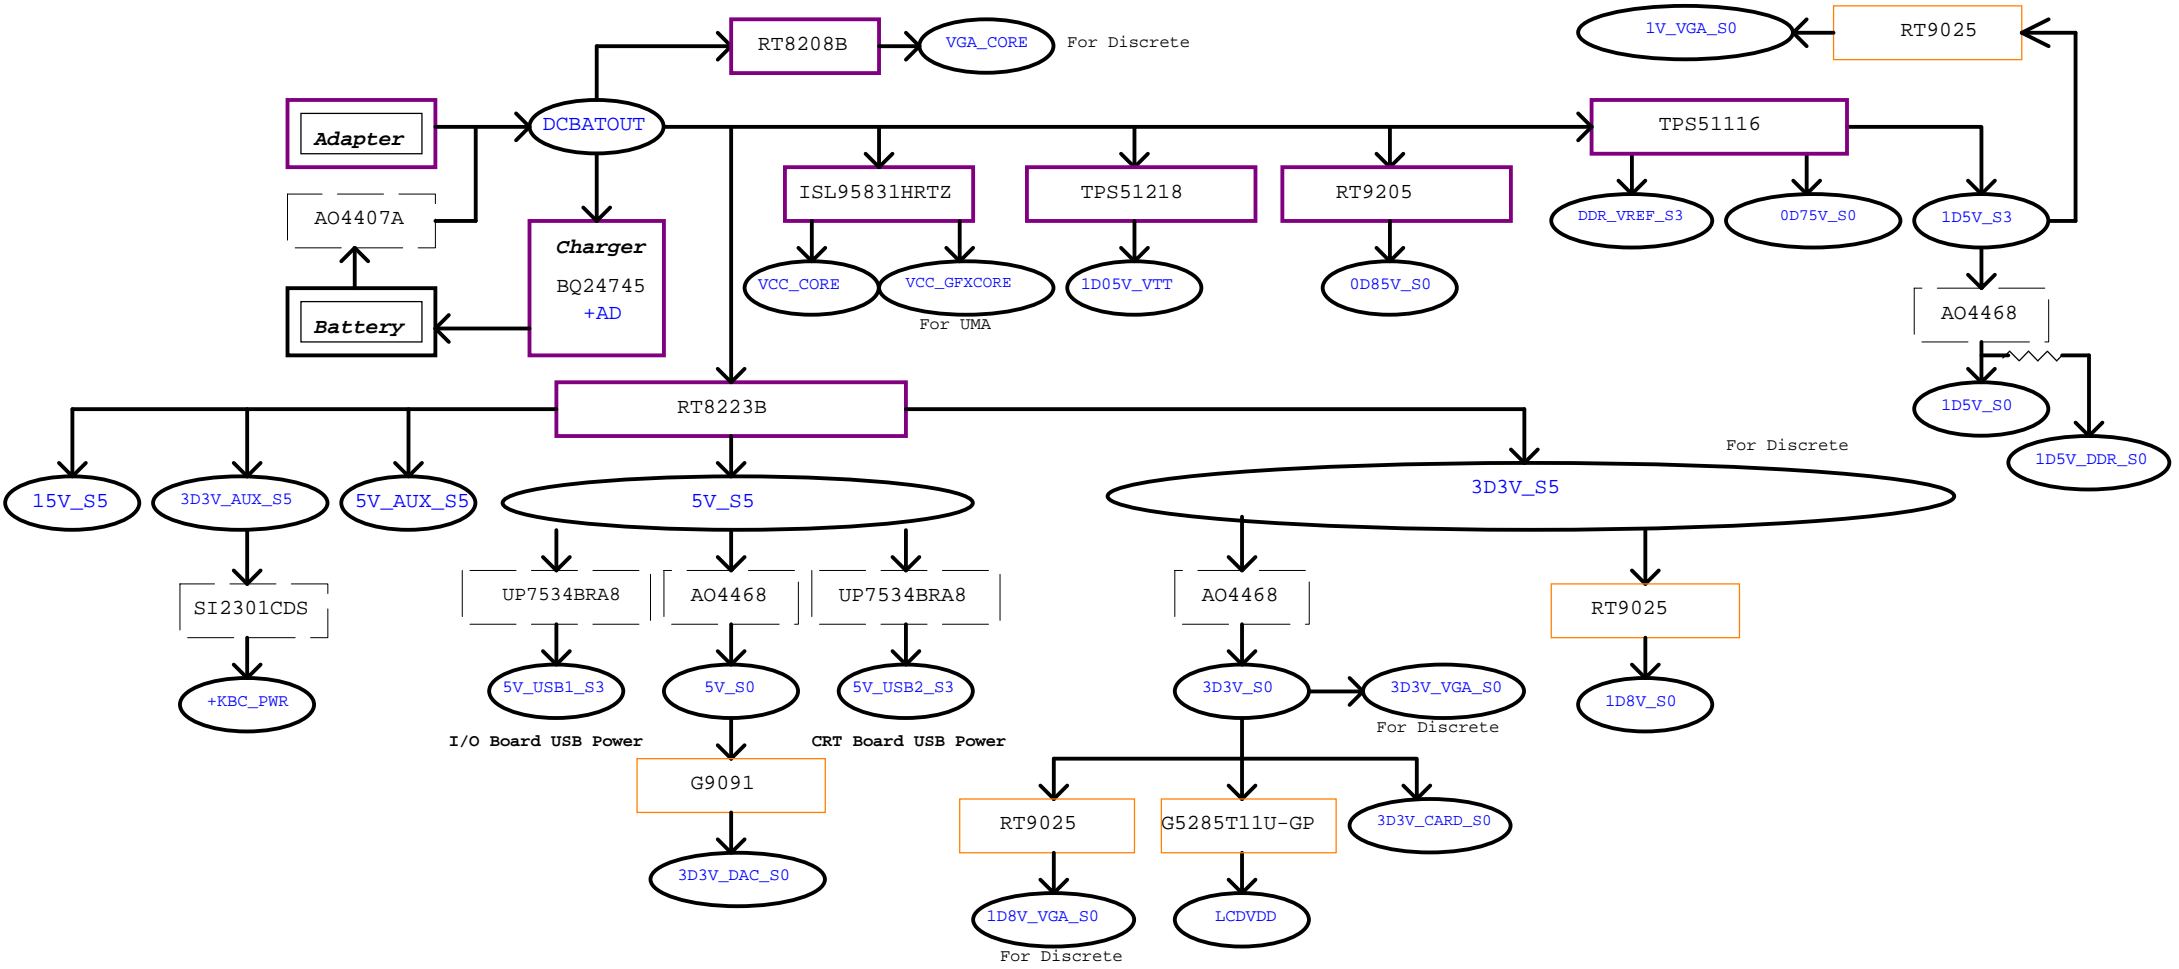 RT8208B
VGA_CORE
For Discrete
1V_VGA_S0
RT9025
Adapter
DCBATOUT
TPS51116
AO4407A
ISL95831HRTZ
TPS51218
RT9205
DDR_VREF_S3
0D75V_S0
1D5V_S3
Charger
BQ24745
+AD
VCC_CORE
VCC_GFXCORE
For UMA
1D05V_VTT
0D85V_S0
AO4468
Battery
RT8223B
1D5V_S0
For Discrete
1D5V_DDR_S0
15V_S5
3D3V_AUX_S5
5V_AUX_S5
5V_S5
3D3V_S5
SI2301CDS
UP7534BRA8
AO4468
UP7534BRA8
AO4468
RT9025
+KBC_PWR
5V_USB1_S3
5V_S0
5V_USB2_S3
3D3V_S0
3D3V_VGA_S0
For Discrete
1D8V_S0
I/O Board USB Power
CRT Board USB Power
G9091
RT9025
G5285T11U-GP
3D3V_CARD_S0
3D3V_DAC_S0
1D8V_VGA_S0
LCDVDD
For Discrete